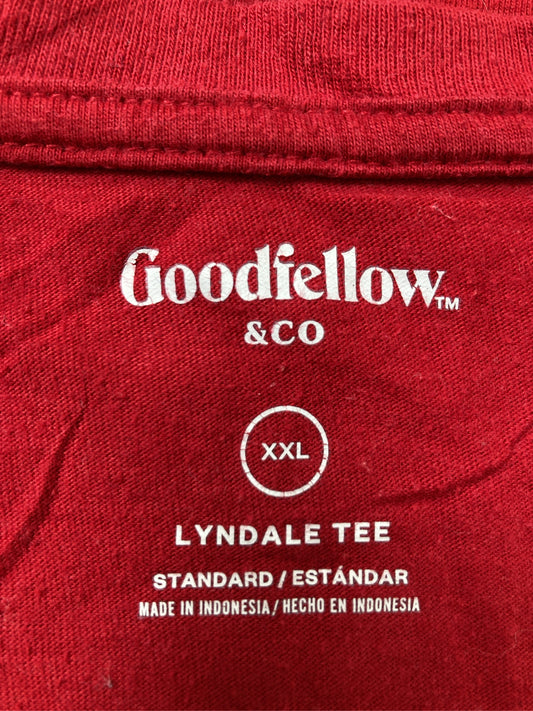 Goodfellow™
&CO
XXL
LYNDALE TEE
STANDARD / ESTÁNDAR
MADE IN INDONESIA / HECHO EN INDONESIA